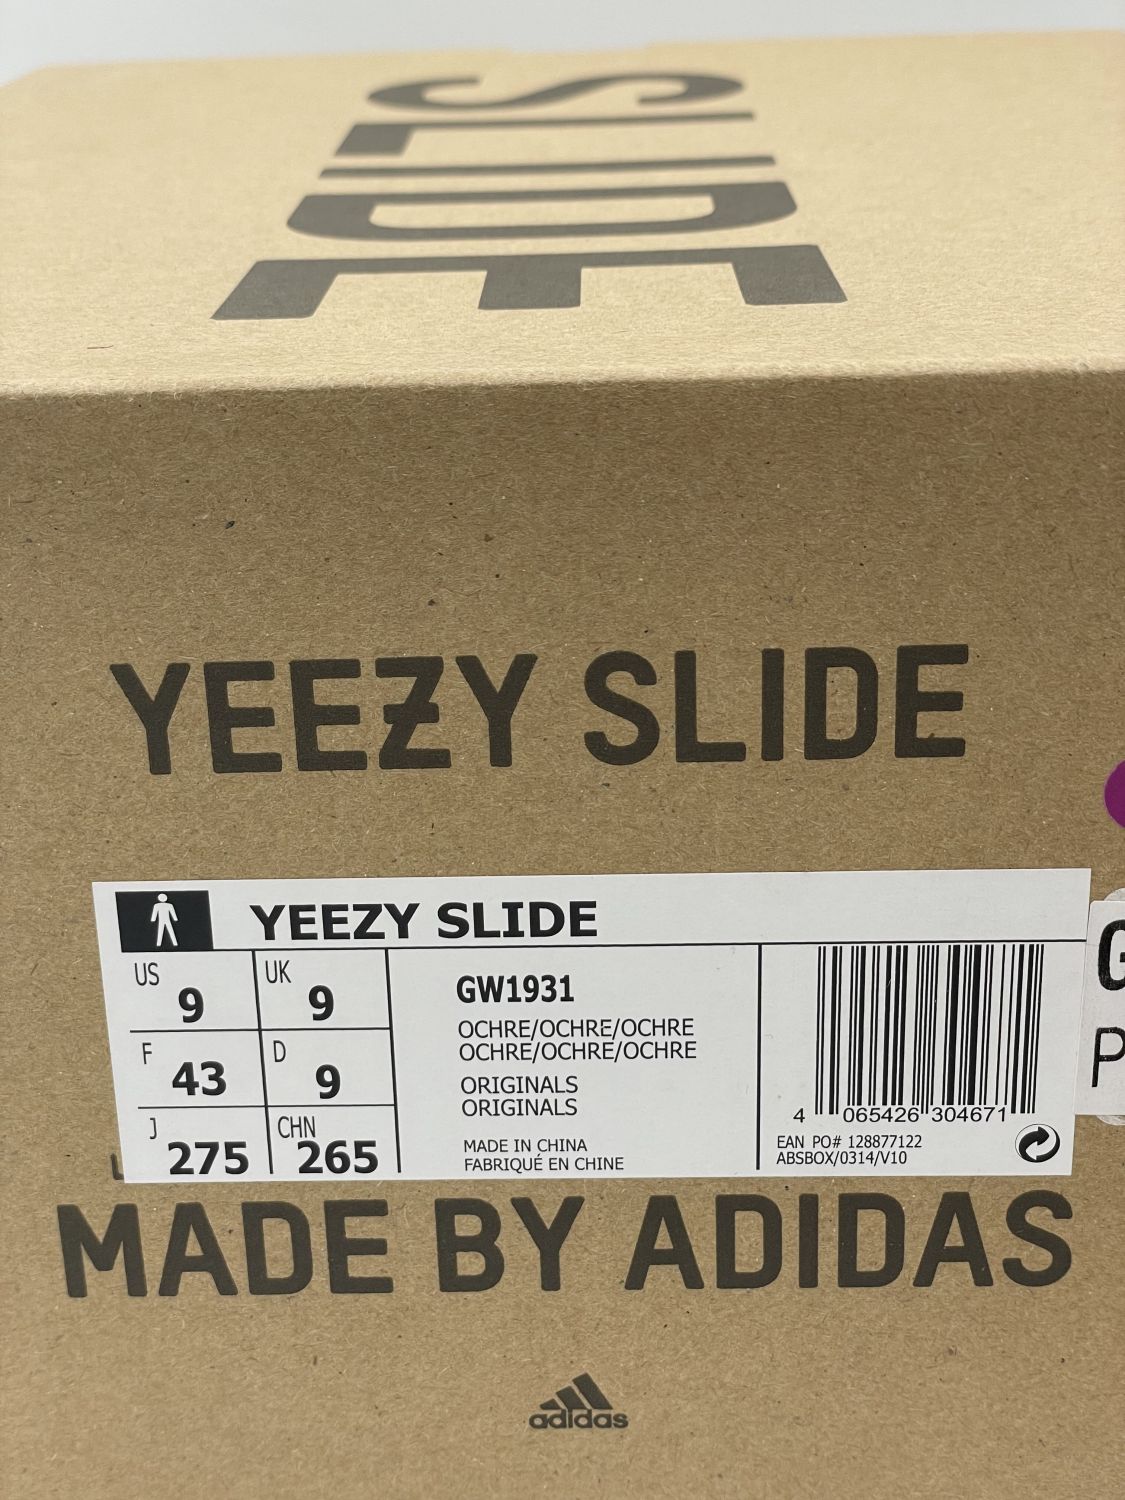 SLIDE
YEEZY SLIDE
YEEZY SLIDE
US 9 UK 9
F 43 D 9
J 275 CHN 265
GW1931
OCHRE/OCHRE/OCHRE
OCHRE/OCHRE/OCHRE
ORIGINALS
ORIGINALS
MADE IN CHINA
FABRIQUÉ EN CHINE
4 065426 304671
EAN PO# 128877122
ABSBOX/0314/V10
G
P
MADE BY ADIDAS
adidas